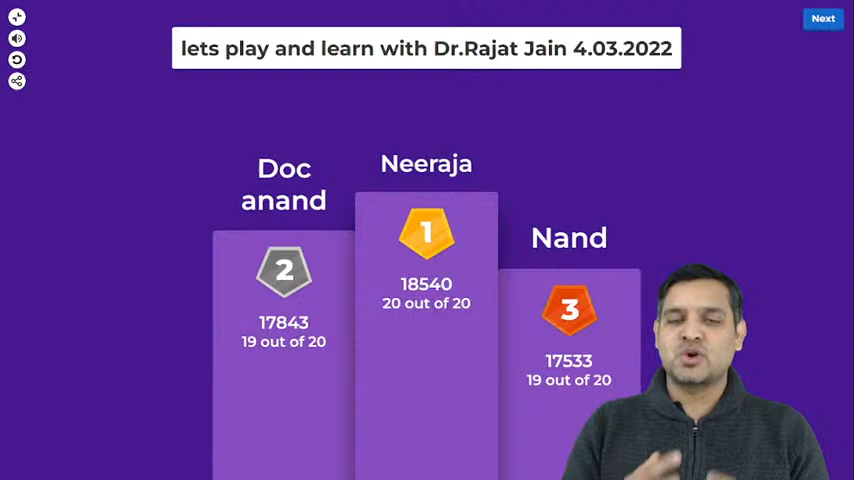 Next
lets play and learn with Dr.Rajat Jain 4.03.2022
Doc
anand
2
17843
19 out of 20
Neeraja
1
18540
20 out of 20
Nand
3
17533
19 out of 20